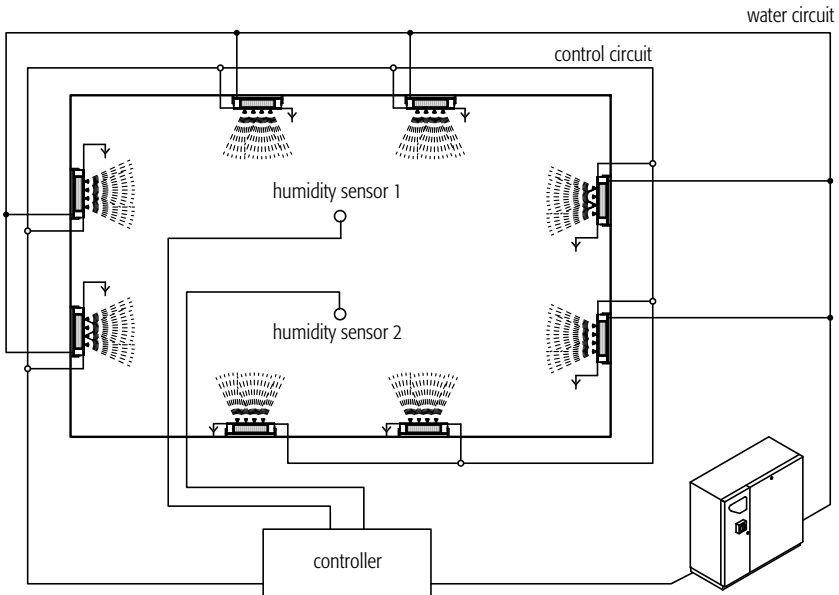 water circuit
control circuit
humidity sensor 1
humidity sensor 2
controller